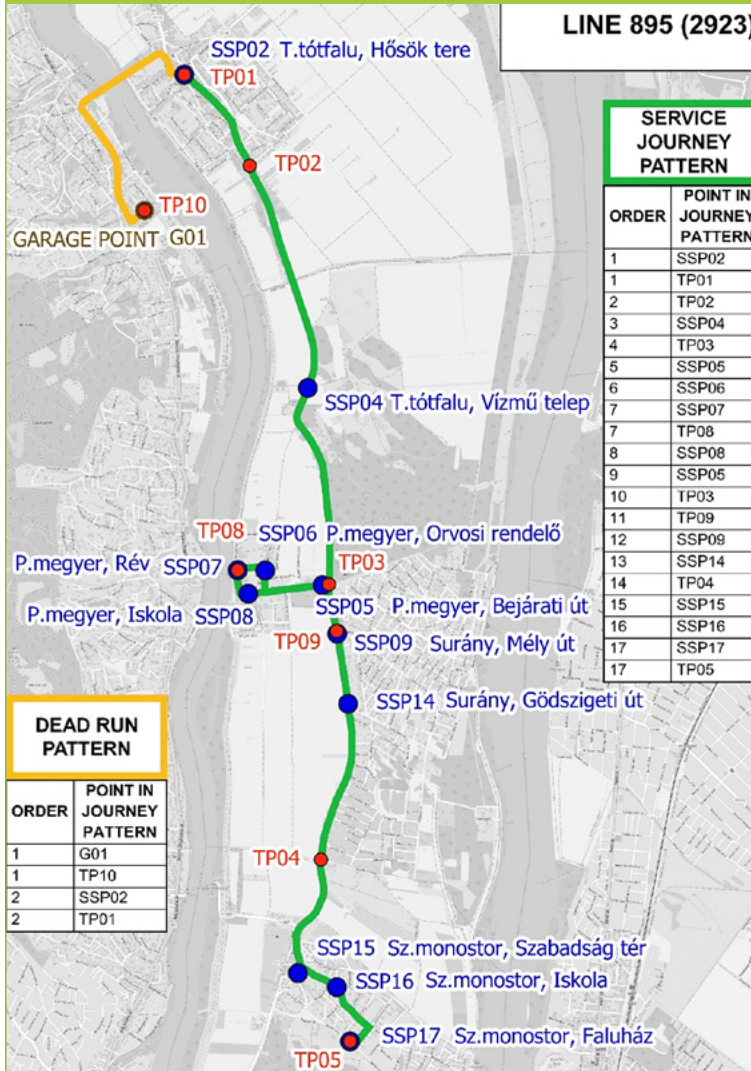 LINE 895 (2923)
SSP02 T.tótfalu, Hősök tere
TP01
TP02
TP10
GARAGE POINT G01
SSP04 T.tótfalu, Vízmű telep
TP08 SSP06 P.megyer, Orvosi rendelő
P.megyer, Rév SSP07
TP03
P.megyer, Iskola SSP08
SSP05 P.megyer, Bejárati út
TP09 SSP09 Surány, Mély út
SSP14 Surány, Gödszigeti út
TP04
SSP15 Sz.monostor, Szabadság tér
SSP16 Sz.monostor, Iskola
SSP17 Sz.monostor, Faluház
TP05
SERVICE
JOURNEY
PATTERN
ORDER POINT IN
JOURNEY
PATTERN
1 SSP02
1 TP01
2 TP02
3 SSP04
4 TP03
5 SSP05
6 SSP06
7 SSP07
7 TP08
8 SSP08
9 SSP05
10 TP03
11 TP09
12 SSP09
13 SSP14
14 TP04
15 SSP15
16 SSP16
17 SSP17
17 TP05
DEAD RUN
PATTERN
ORDER POINT IN
JOURNEY
PATTERN
1 G01
1 TP10
2 SSP02
2 TP01